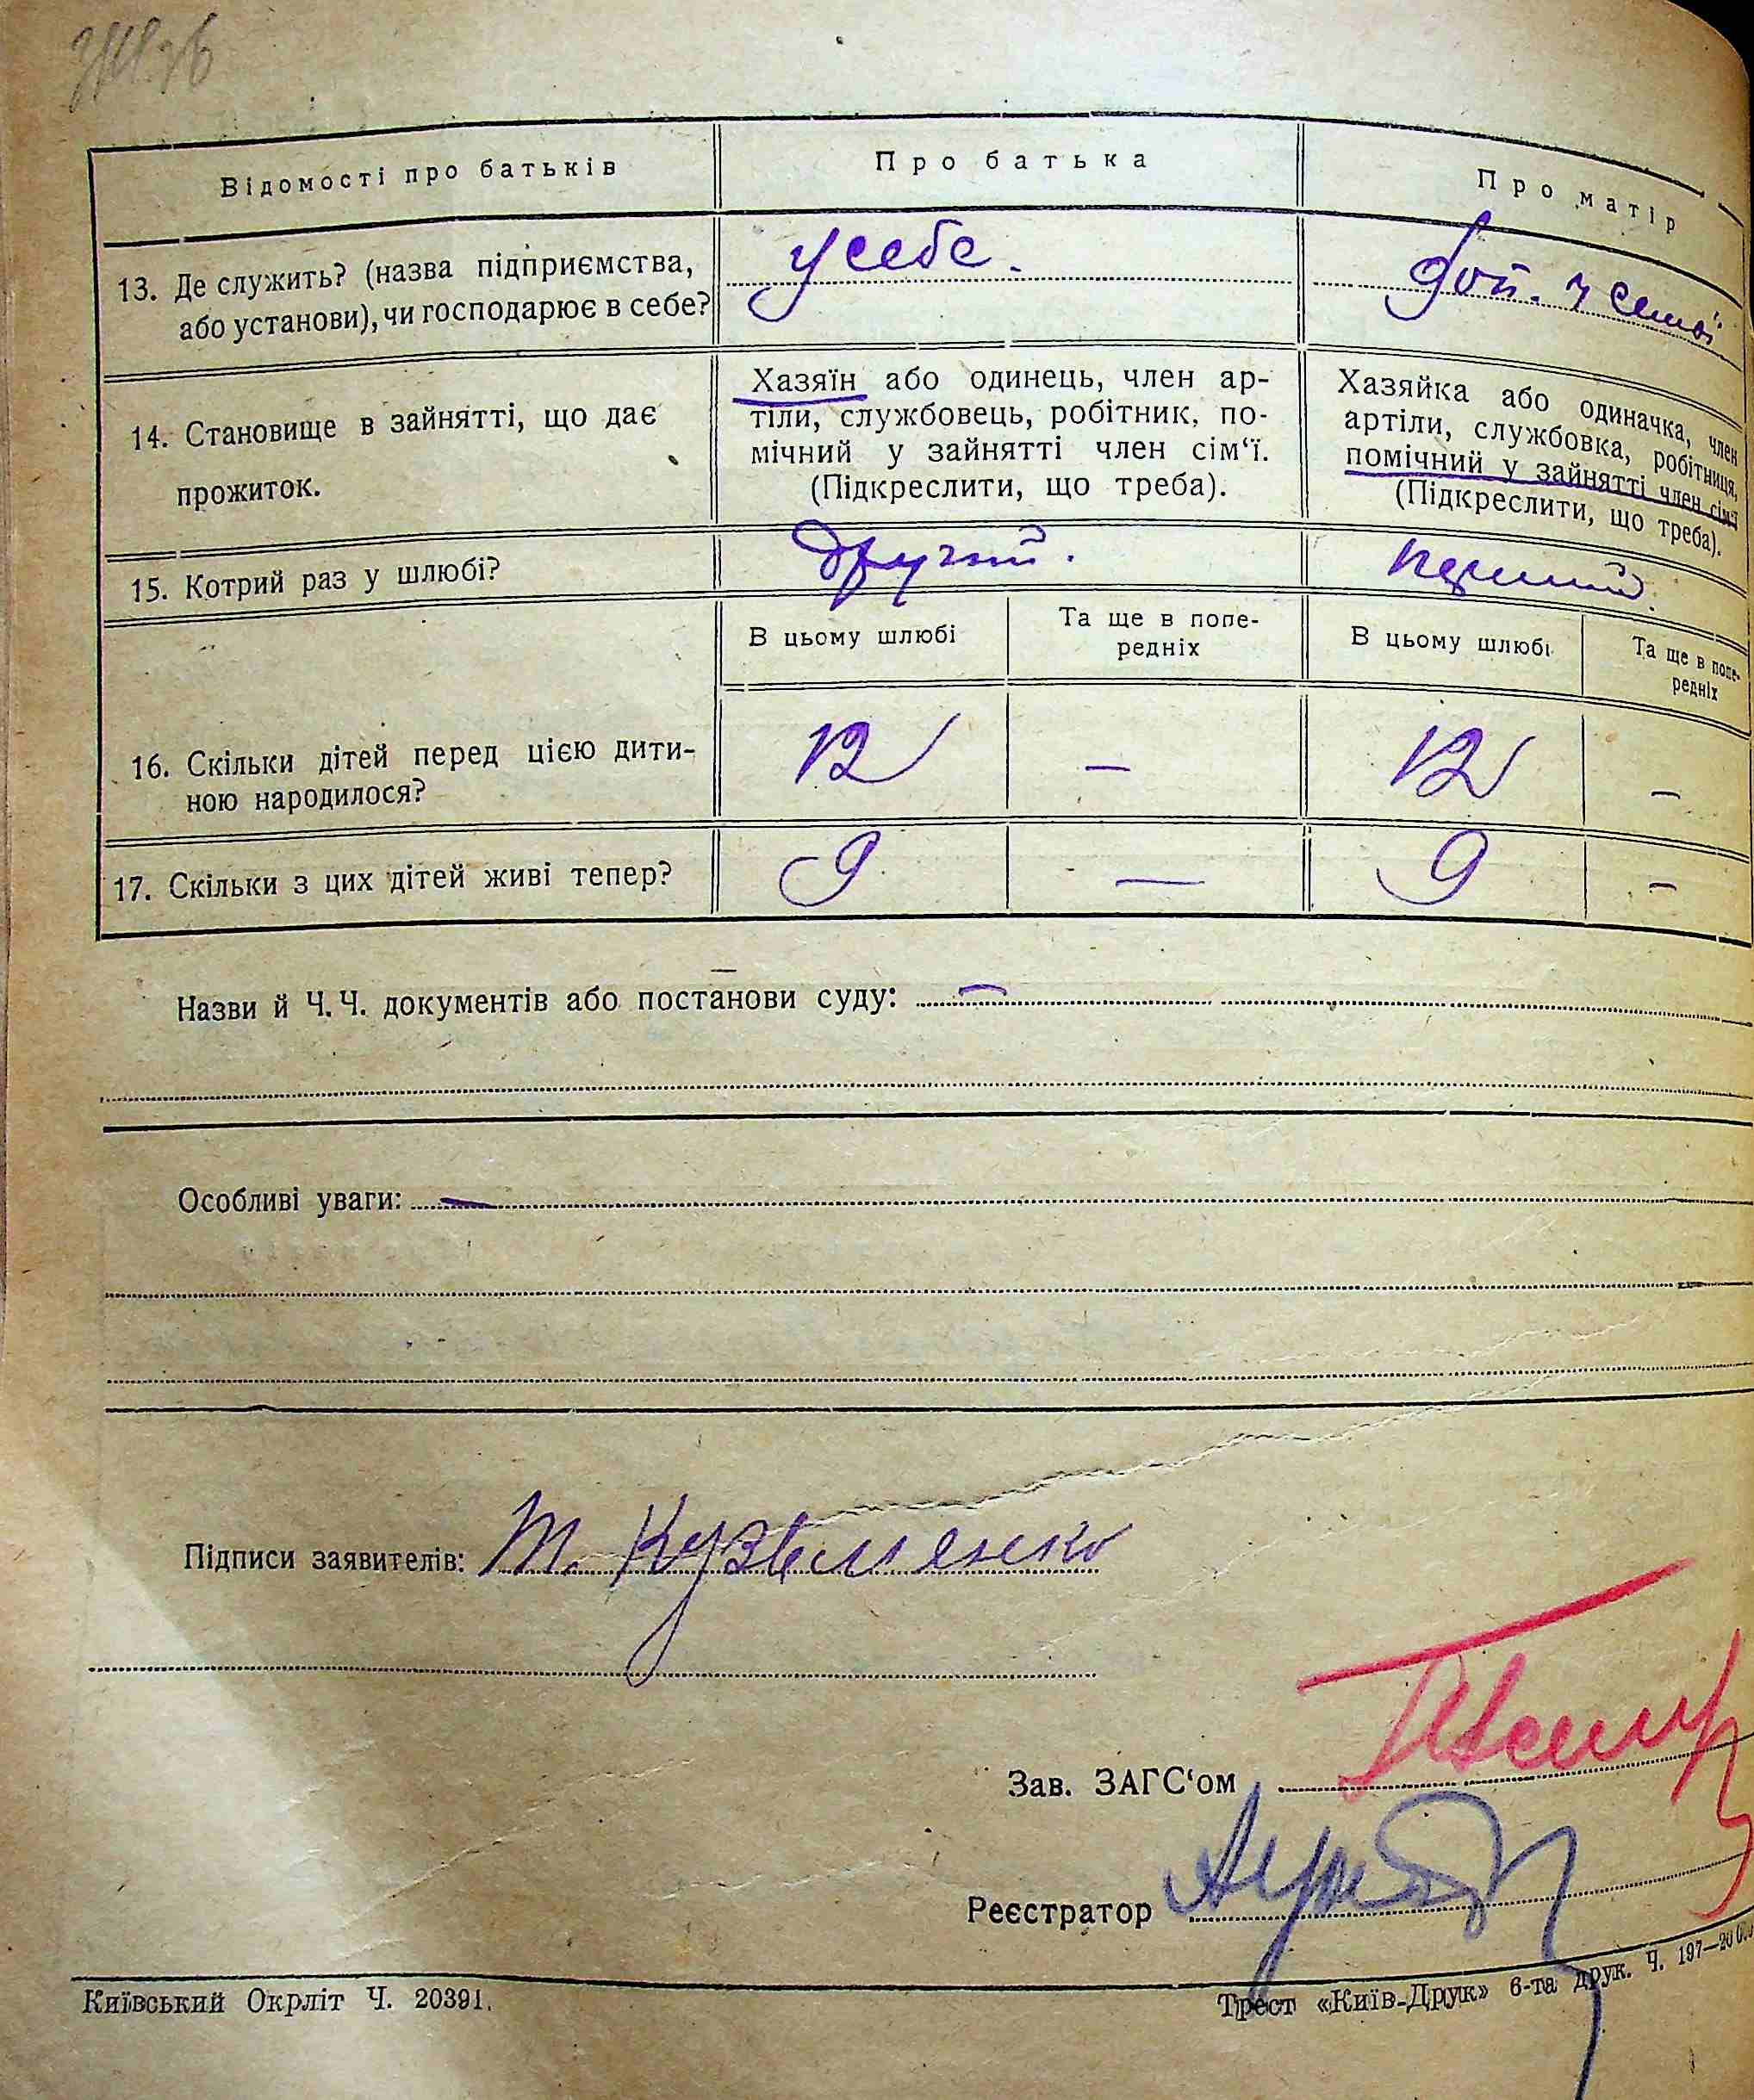 Відомості про батьків
Про батька
Про матір
13. Де служить? (назва підприємства,
або установи), чи господарює в себе?
у себе.
доп. у семьї
14. Становище в зайнятті, що дає
прожиток.
Хазяїн або одинець, член ар-
тіли, службовець, робітник, по-
мічний у зайнятті член сім‘ї.
(Підкреслити, що треба).
Хазяйка або одиначка, член
артіли, службовка, робітниця,
помічний у зайнятті член сім‘ї
(Підкреслити, що треба).
15. Котрий раз у шлюбі?
другий.
перший.
В цьому шлюбі
Та ще в попе-
редніх
В цьому шлюбі
Та ще в попе-
редніх
16. Скільки дітей перед цією дити-
ною народилося?
12
—
12
—
17. Скільки з цих дітей живі тепер?
9
—
9
—
Назви й Ч. Ч. документів або постанови суду: —
Особливі уваги: —
Підписи заявителів: Т. Кузьменко
Зав. ЗАГС‘ом
Реєстратор
Київський Окрліт Ч. 20391.
Трест «Київ-Друк» 6-та друк. Ч. 197—